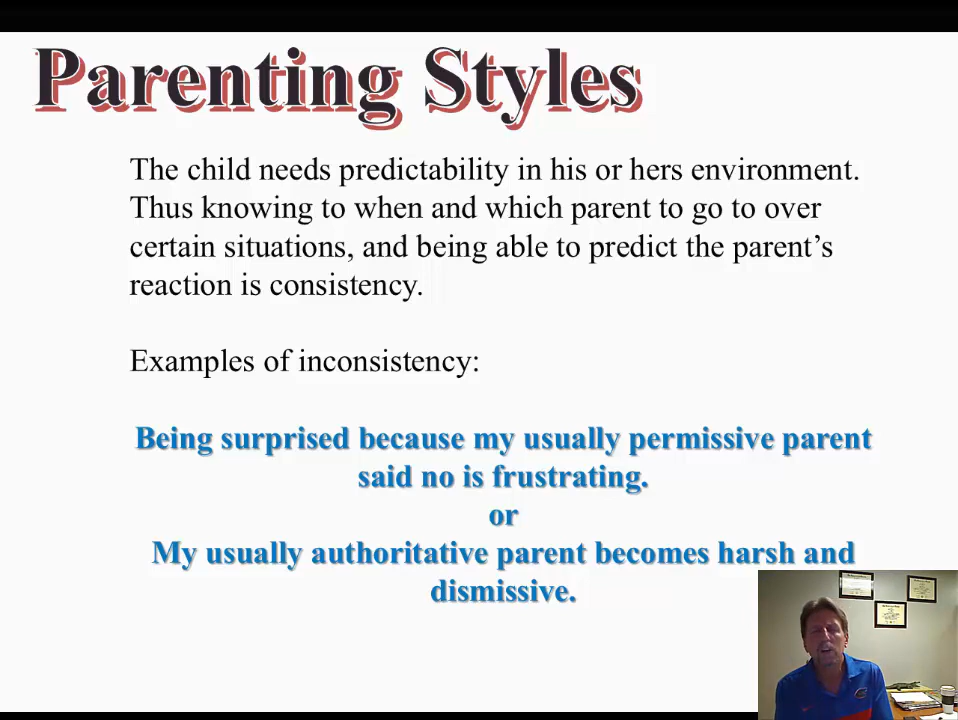 Parenting Styles
The child needs predictability in his or hers environment.
Thus knowing to when and which parent to go to over
certain situations, and being able to predict the parent’s
reaction is consistency.
Examples of inconsistency:
Being surprised because my usually permissive parent
said no is frustrating.
or
My usually authoritative parent becomes harsh and
dismissive.